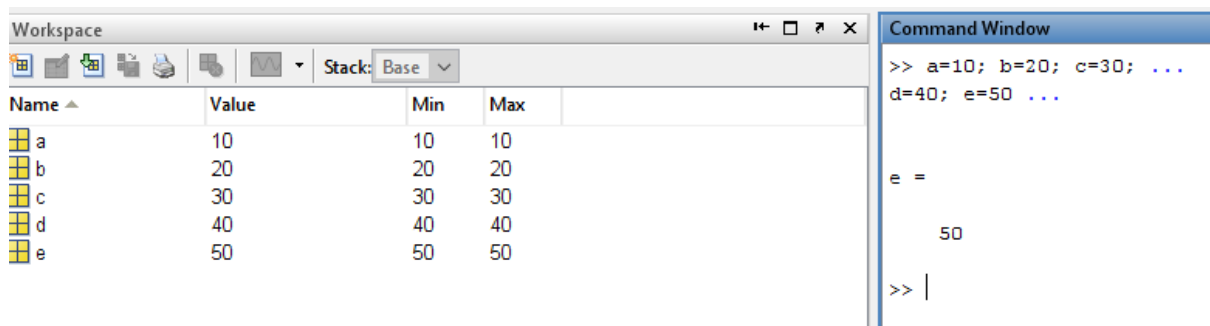 Workspace
Stack: Base
Name Value Min Max
a 10 10 10
b 20 20 20
c 30 30 30
d 40 40 40
e 50 50 50
Command Window
>> a=10; b=20; c=30; ...
d=40; e=50 ...
e =
50
>>